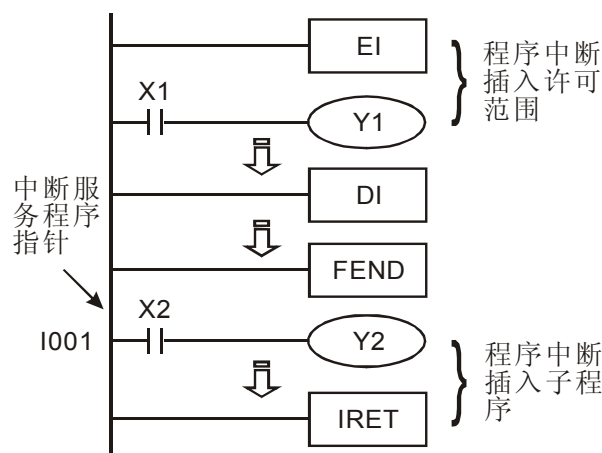 EI
程序中断
插入许可
范围
X1
Y1
DI
中断服
务程序
指针
FEND
X2
I001
Y2
程序中断
插入子程
序
IRET